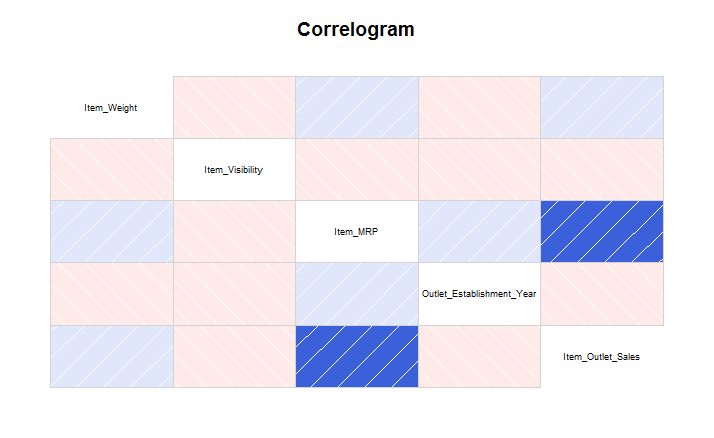 Correlogram
Item_Weight
Item_Visibility
Item_MRP
Outlet_Establishment_Year
Item_Outlet_Sales